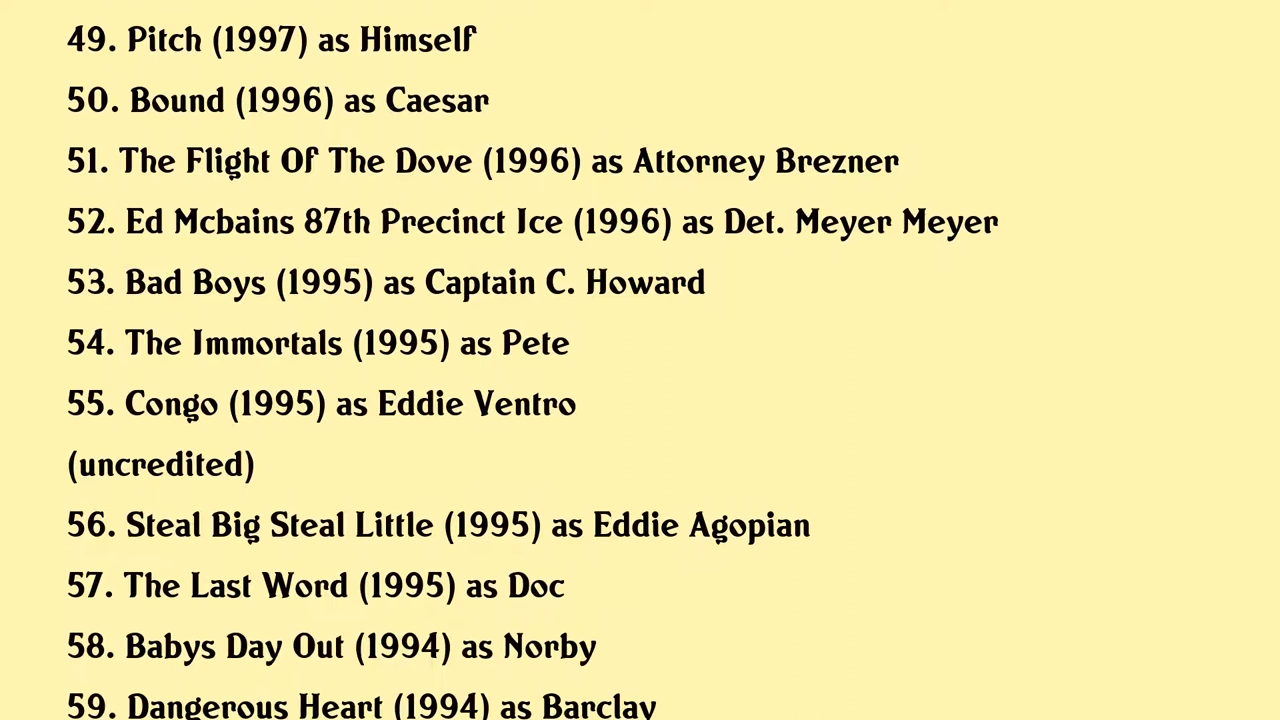 49. Pitch (1997) as Himself
50. Bound (1996) as Caesar
51. The Flight Of The Dove (1996) as Attorney Brezner
52. Ed Mcbains 87th Precinct Ice (1996) as Det. Meyer Meyer
53. Bad Boys (1995) as Captain C. Howard
54. The Immortals (1995) as Pete
55. Congo (1995) as Eddie Ventro
(uncredited)
56. Steal Big Steal Little (1995) as Eddie Agopian
57. The Last Word (1995) as Doc
58. Babys Day Out (1994) as Norby
59. Dangerous Heart (1994) as Barclay